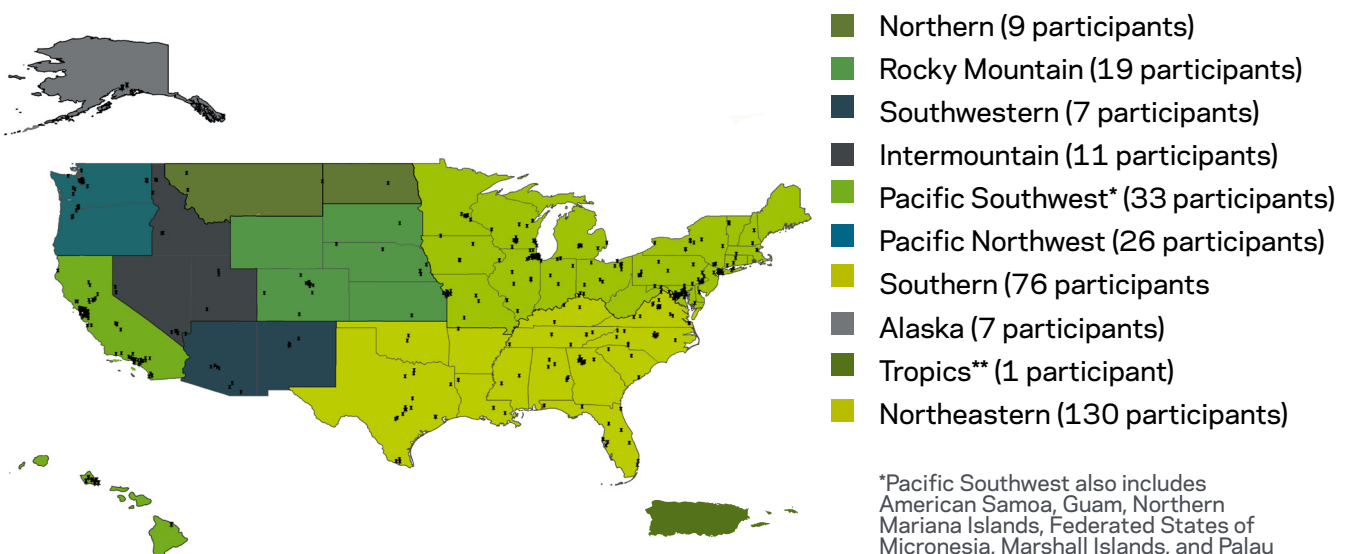 Northern (9 participants)
Rocky Mountain (19 participants)
Southwestern (7 participants)
Intermountain (11 participants)
Pacific Southwest* (33 participants)
Pacific Northwest (26 participants)
Southern (76 participants
Alaska (7 participants)
Tropics** (1 participant)
Northeastern (130 participants)
*Pacific Southwest also includes
American Samoa, Guam, Northern
Mariana Islands, Federated States of
Micronesia, Marshall Islands, and Palau